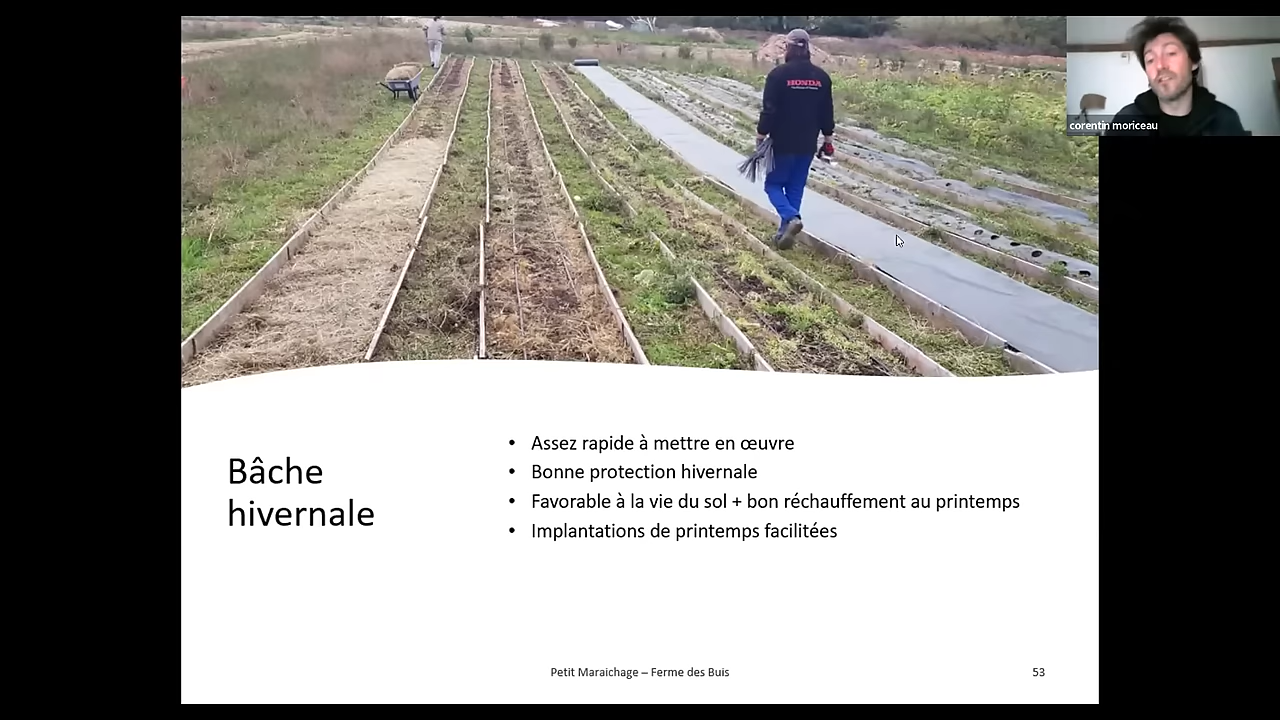 HONDA
corentin moriceau
Bâche
hivernale
• Assez rapide à mettre en œuvre
• Bonne protection hivernale
• Favorable à la vie du sol + bon réchauffement au printemps
• Implantations de printemps facilitées
Petit Maraichage – Ferme des Buis
53